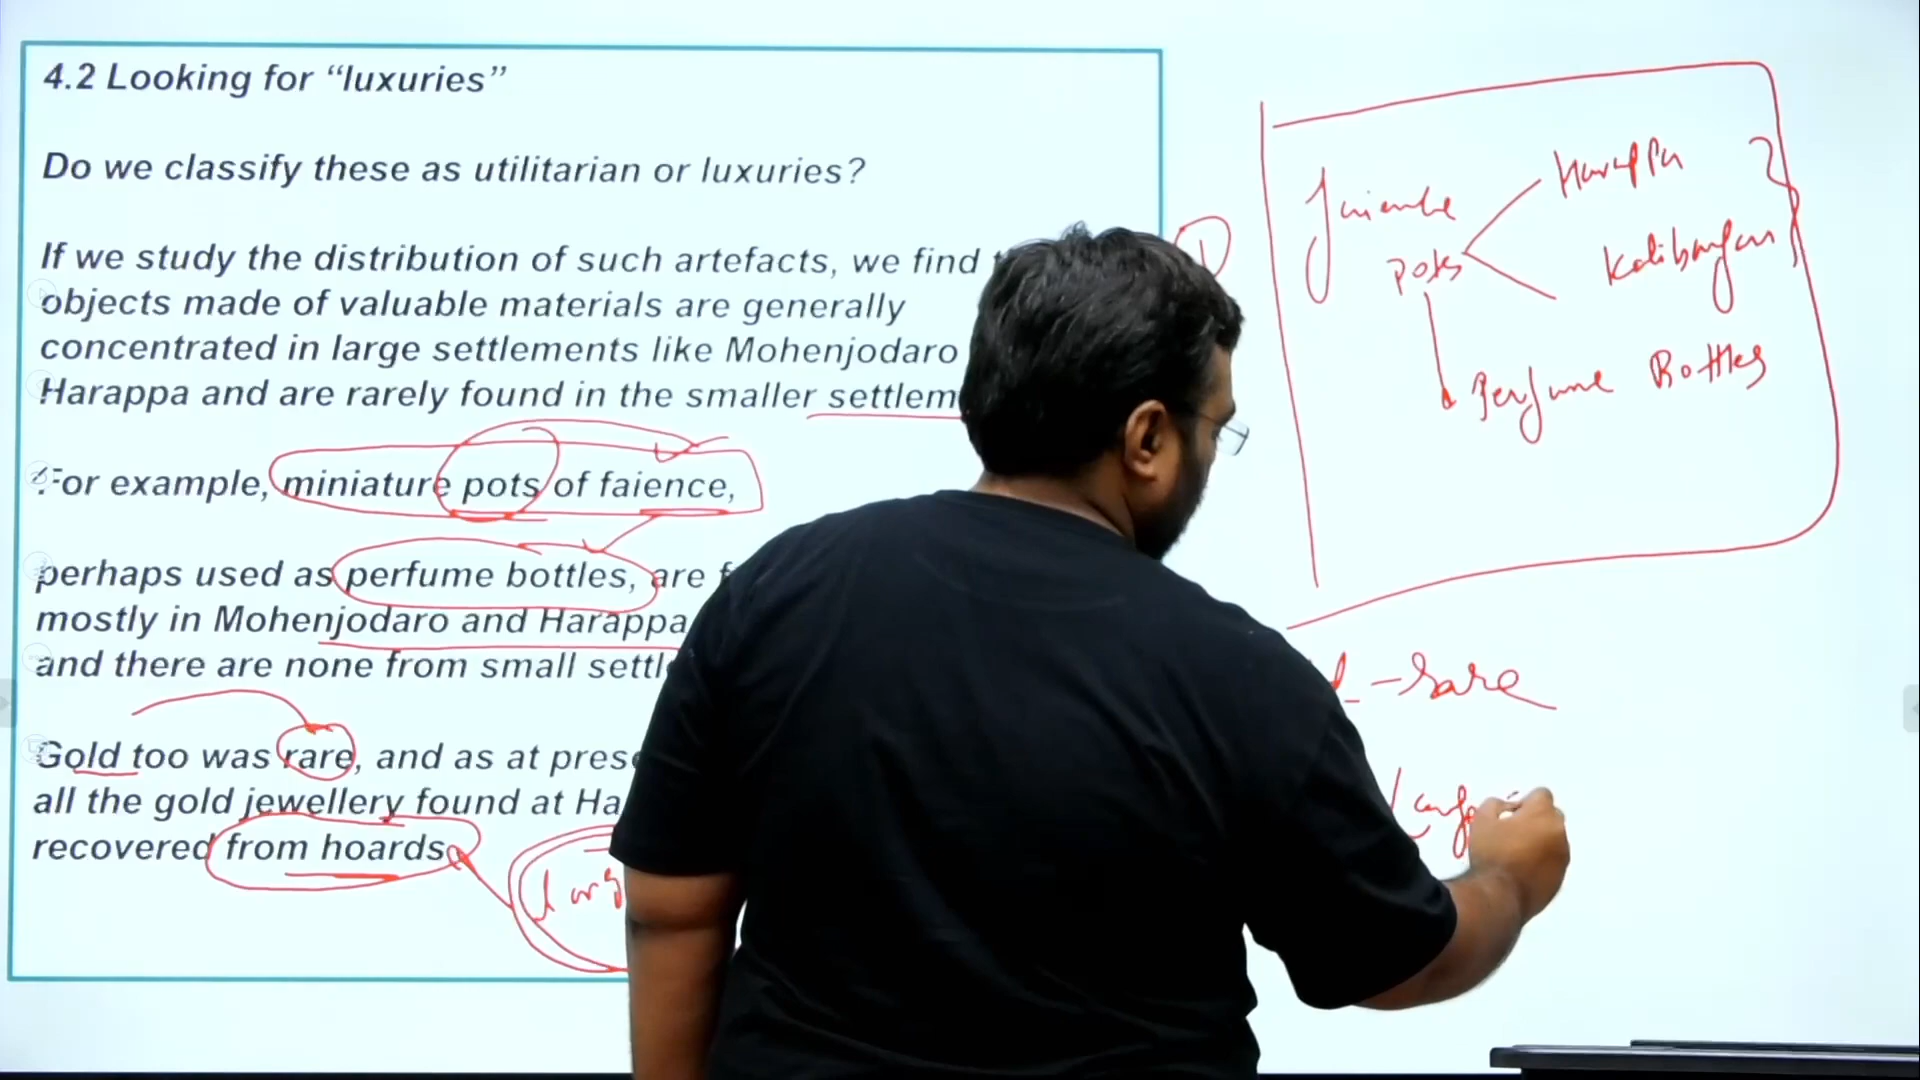 4.2 Looking for “luxuries”
Do we classify these as utilitarian or luxuries?
If we study the distribution of such artefacts, we find
objects made of valuable materials are generally
concentrated in large settlements like Mohenjodaro
Harappa and are rarely found in the smaller settlem
For example, miniature pots of faience,
perhaps used as perfume bottles, are f
mostly in Mohenjodaro and Harappa
and there are none from small settl
Gold too was rare, and as at prese
all the gold jewellery found at Ha
recovered from hoards
1
Harappa
pots
Kalibangan
Perfume Bottles
- rare